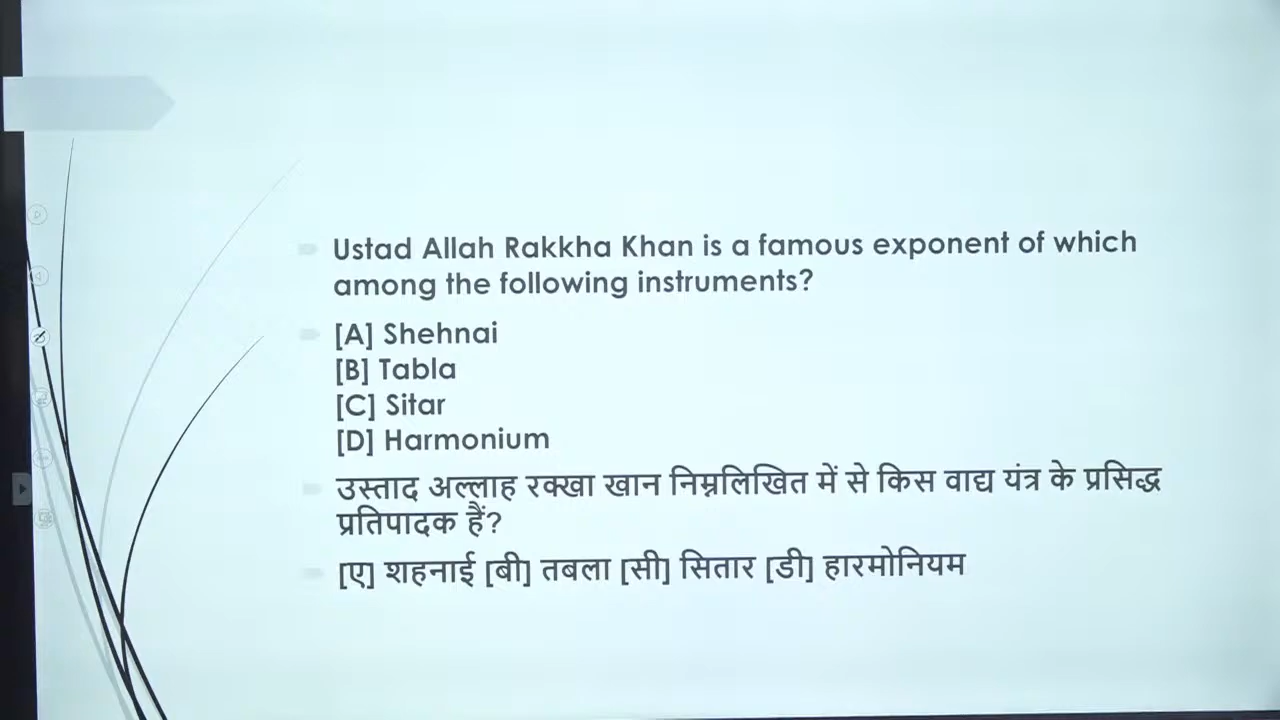 Ustad Allah Rakkha Khan is a famous exponent of which
among the following instruments?
[A] Shehnai
[B] Tabla
[C] Sitar
[D] Harmonium
उस्ताद अल्लाह रक्खा खान निम्नलिखित में से किस वाद्य यंत्र के प्रसिद्ध
प्रतिपादक हैं?
[ए] शहनाई [बी] तबला [सी] सितार [डी] हारमोनियम